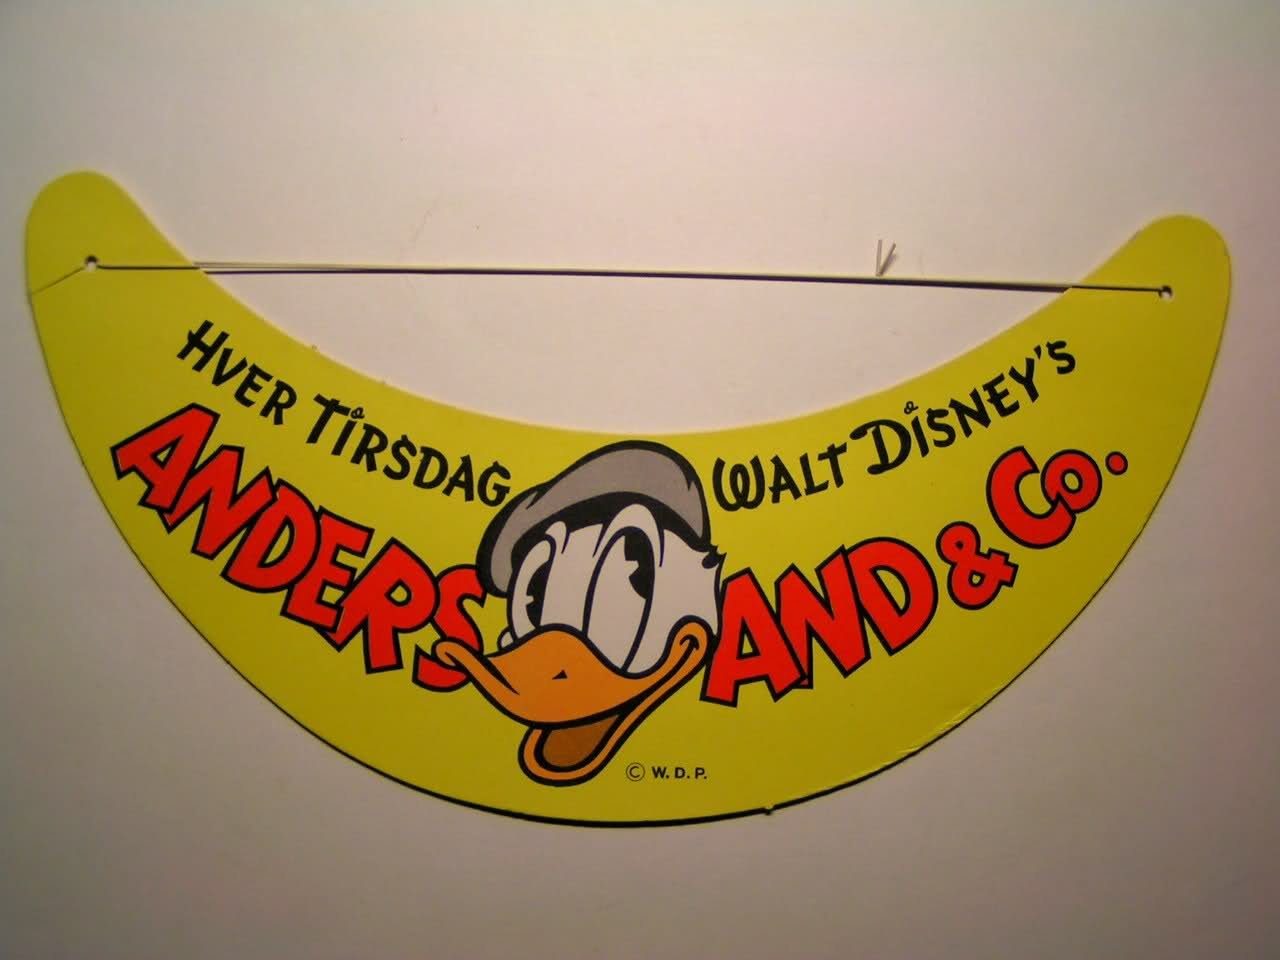 HVER TIRSDAG
WALT DISNEY'S
ANDERS AND & CO.
© W. D. P.